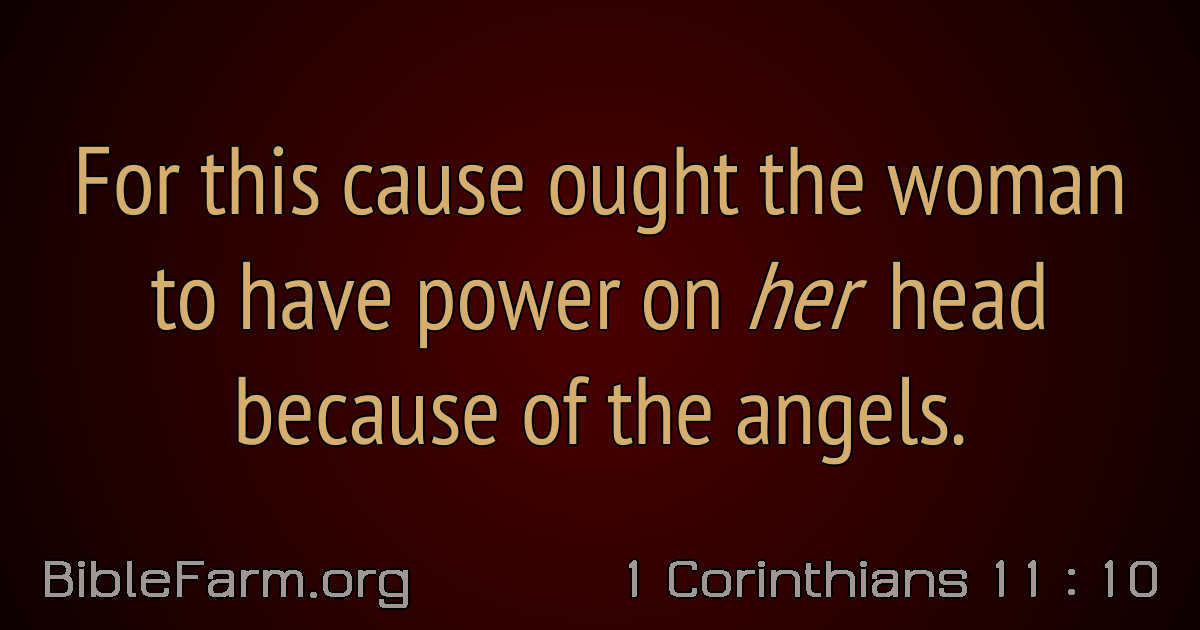 For this cause ought the woman
to have power on her head
because of the angels.
BibleFarm.org
1 Corinthians 11 : 10